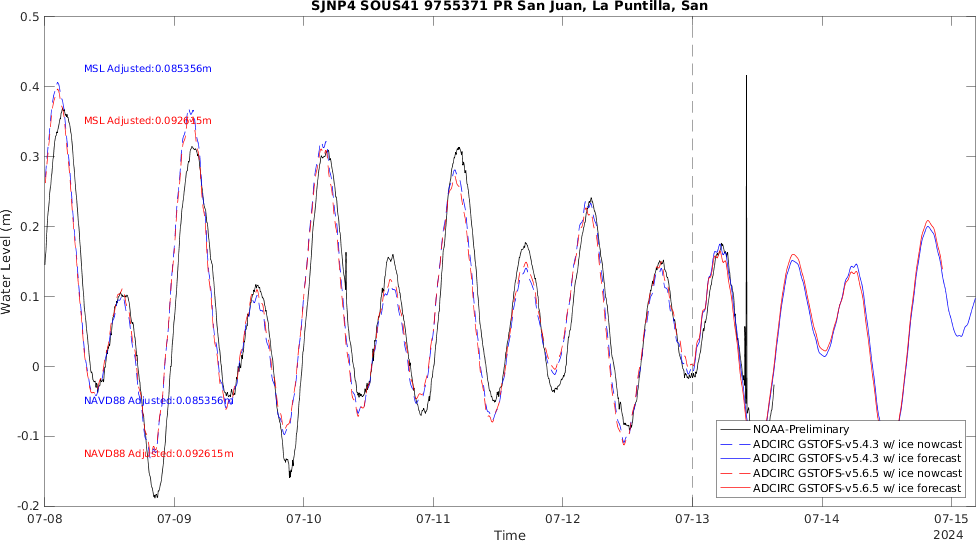 SJNP4 SOUS41 9755371 PR San Juan, La Puntilla, San
0.5
MSL Adjusted:0.085356m
0.4
MSL Adjusted:0.092615m
0.3
0.2
Water Level (m)
0.1
0
NAVD88 Adjusted:0.085356m
-0.1
NAVD88 Adjusted:0.092615m
NOAA-Preliminary
ADCIRC GSTOFS-v5.4.3 w/ ice nowcast
ADCIRC GSTOFS-v5.4.3 w/ ice forecast
ADCIRC GSTOFS-v5.6.5 w/ ice nowcast
ADCIRC GSTOFS-v5.6.5 w/ ice forecast
-0.2
07-08 07-09 07-10 07-11 07-12 07-13 07-14 07-15
Time 2024